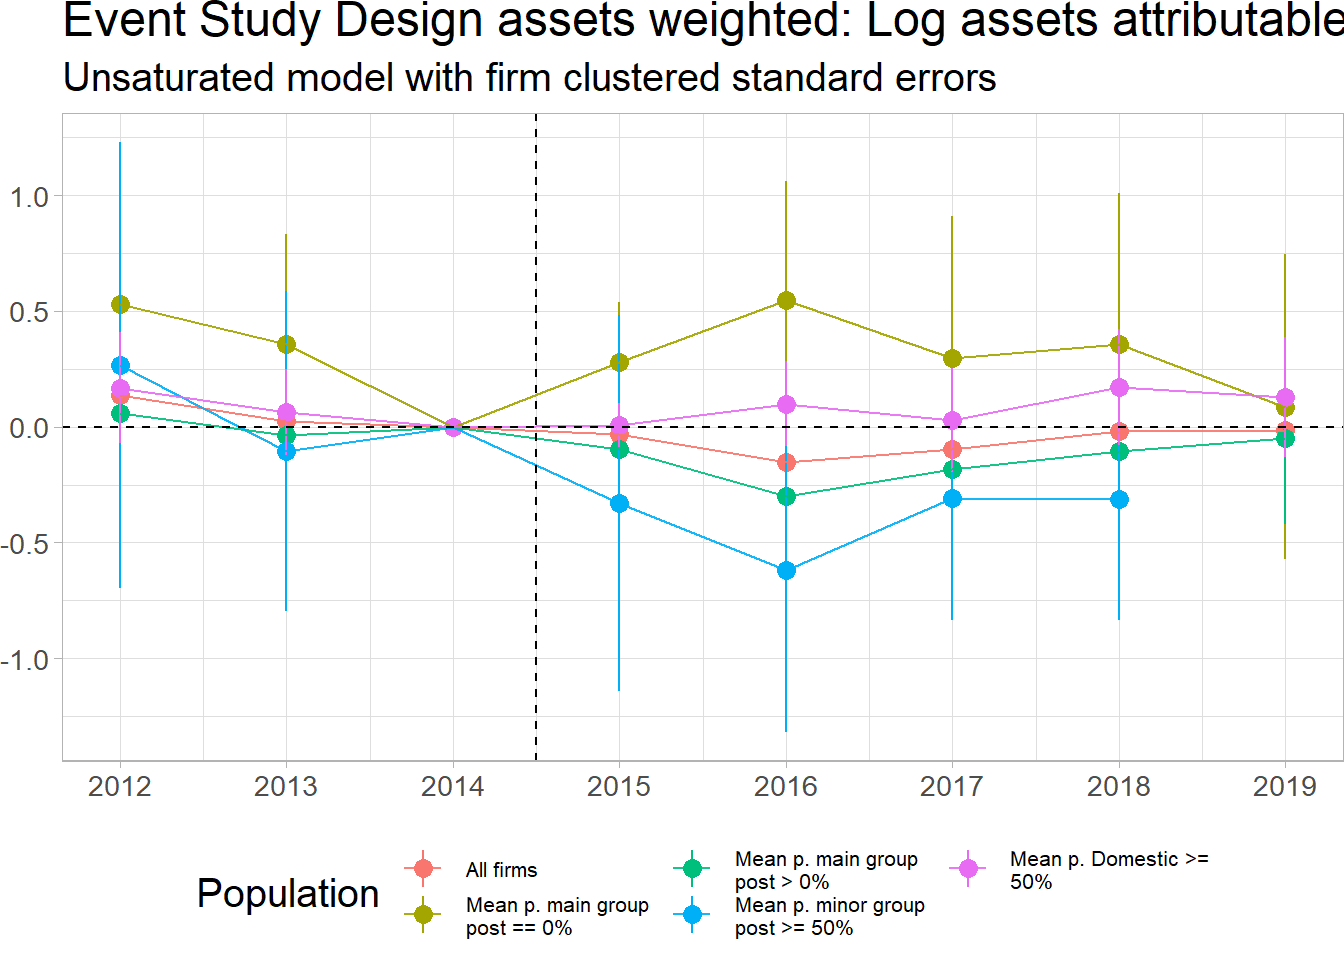 Event Study Design assets weighted: Log assets attributable
Unsaturated model with firm clustered standard errors
1.0
0.5
0.0
-0.5
-1.0
2012 2013 2014 2015 2016 2017 2018 2019
Population
All firms
Mean p. main group
post == 0%
Mean p. main group
post > 0%
Mean p. minor group
post >= 50%
Mean p. Domestic >=
50%